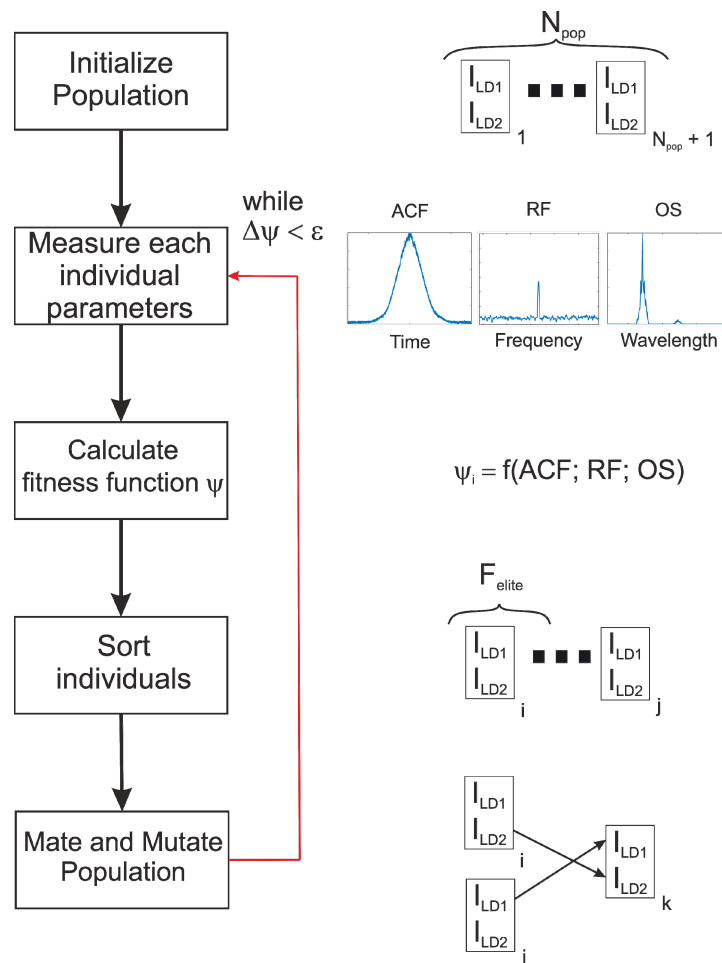 Initialize
Population
N_pop
I_LD1
I_LD2
1
I_LD1
I_LD2
N_pop + 1
while
Δψ < ε
Measure each
individual
parameters
ACF
RF
OS
Time
Frequency
Wavelength
Calculate
fitness function ψ
ψ_i = f(ACF; RF; OS)
Sort
individuals
F_elite
I_LD1
I_LD2
i
I_LD1
I_LD2
j
Mate and Mutate
Population
I_LD1
I_LD2
i
I_LD1
I_LD2
j
I_LD1
I_LD2
k